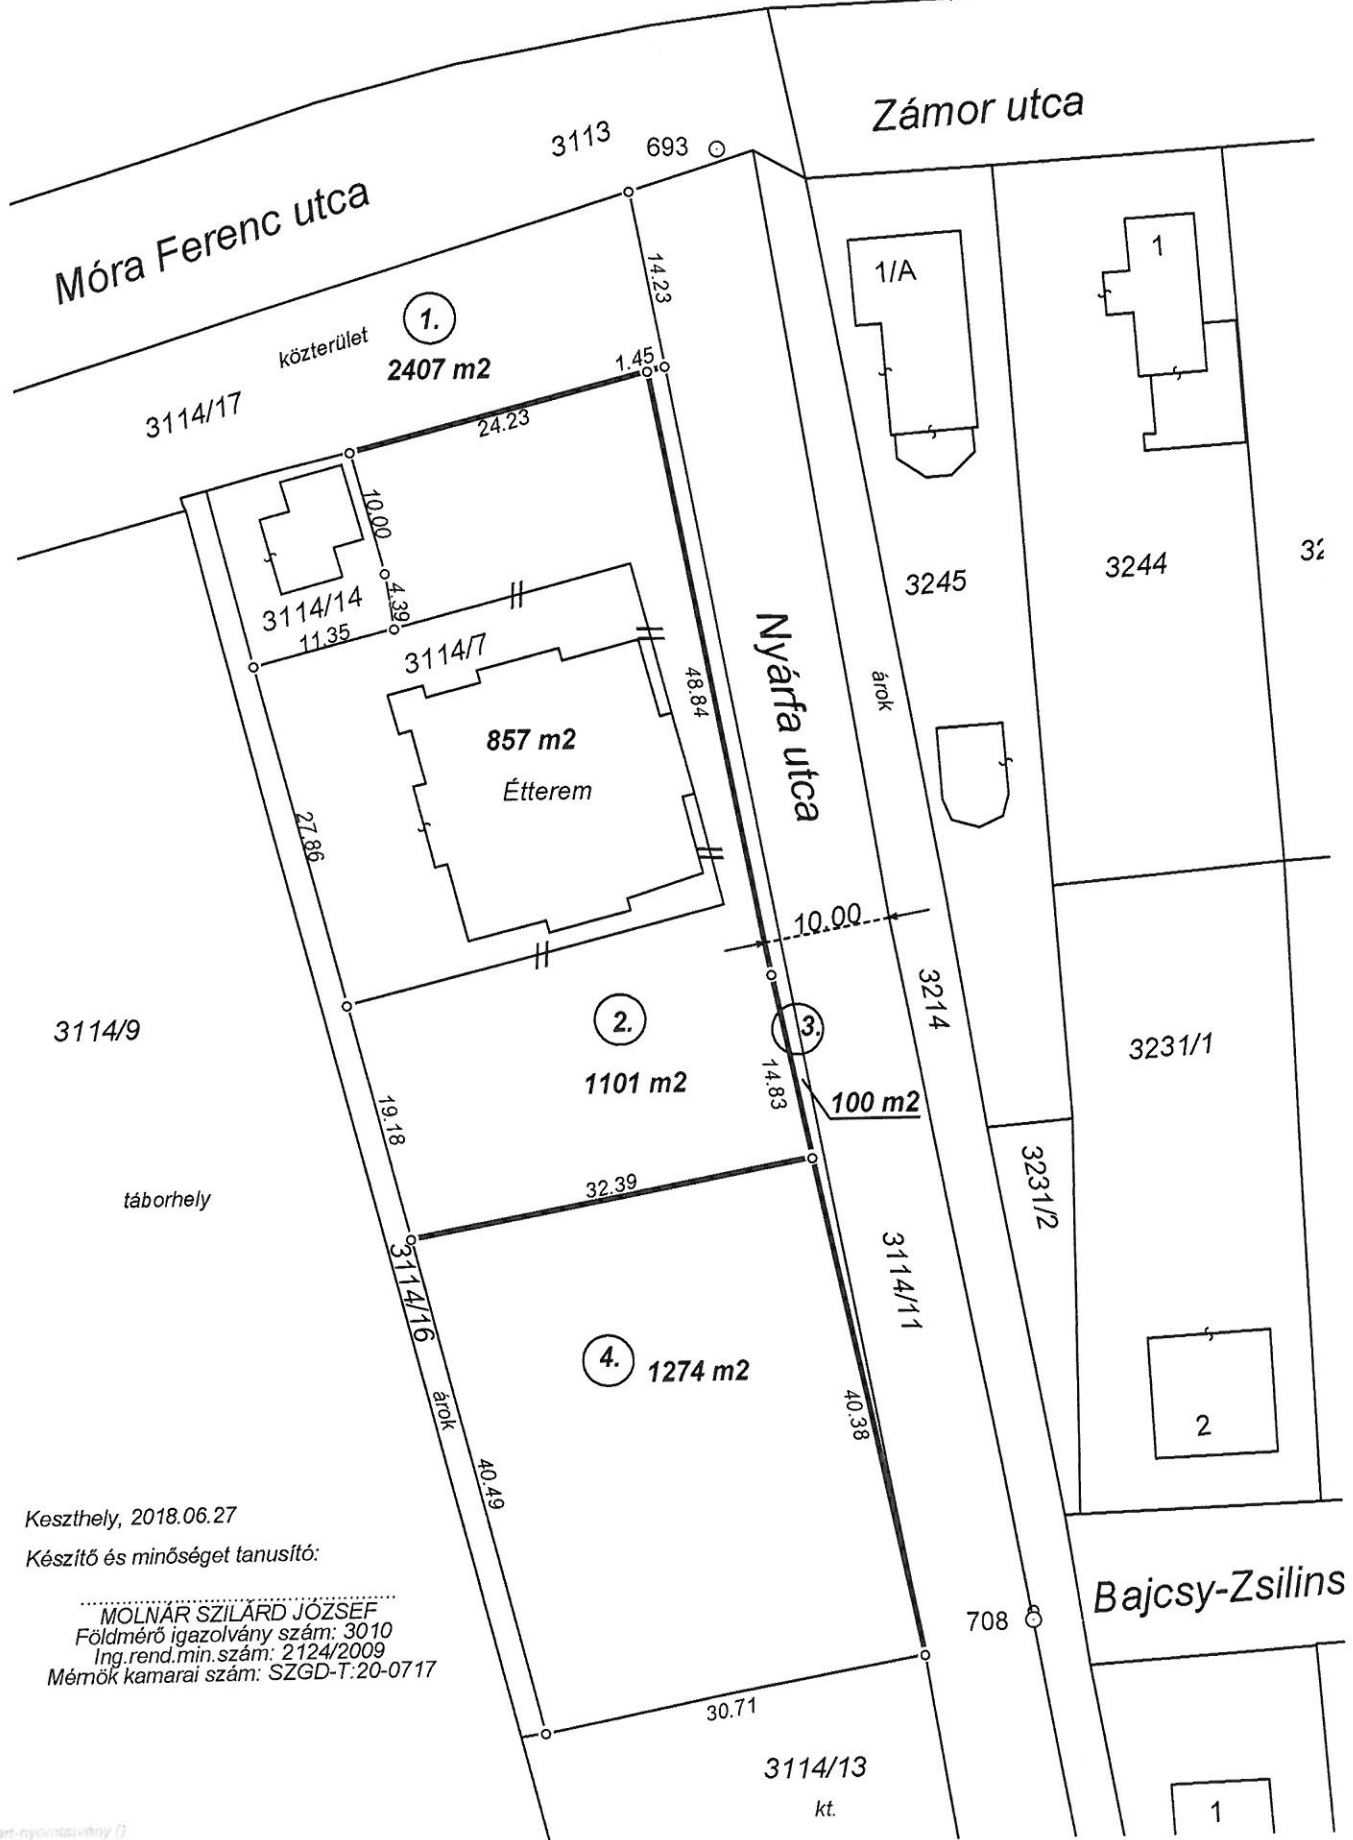 Zámor utca
3113
693
Móra Ferenc utca
1/A
1
14.23
1.
közterület
2407 m2
1.45
3114/17
24.23
10.00
3245
3244
4.39
3114/14
11.35
3114/7
Nyárfa utca
árok
48.84
857 m2
Étterem
27.86
10.00
3214
3114/9
2.
3.
3231/1
1101 m2
14.83
100 m2
19.18
3231/2
táborhely
32.39
3114/16
3114/11
4.
1274 m2
árok
40.38
2
40.49
Keszthely, 2018.06.27
Készítő és minőséget tanusító:
MOLNÁR SZILÁRD JÓZSEF
Földmérő igazolvány szám: 3010
Ing.rend.min.szám: 2124/2009
Mérnök kamarai szám: SZGD-T:20-0717
Bajcsy-Zsilins
708
30.71
3114/13
kt.
1